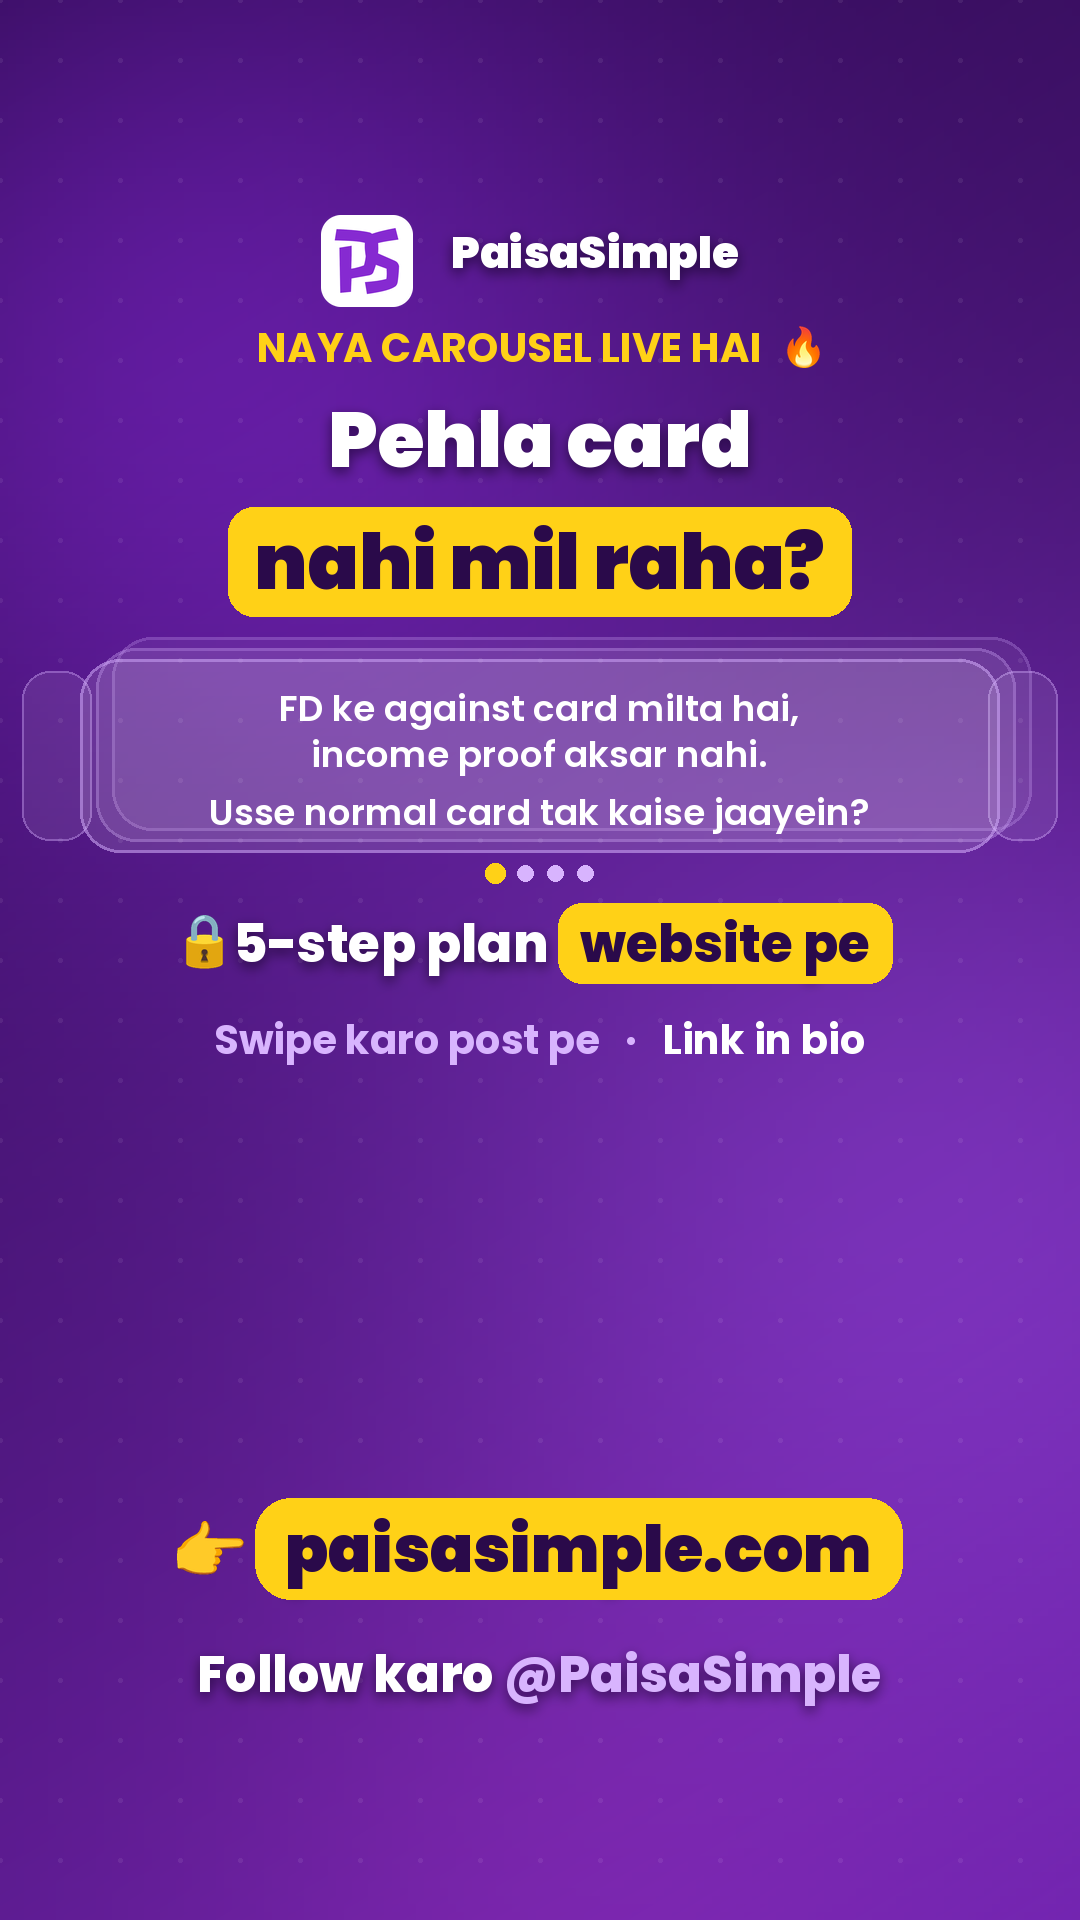 PS PaisaSimple
NAYA CAROUSEL LIVE HAI 🔥
Pehla card
nahi mil raha?
FD ke against card milta hai,
income proof aksar nahi.
Usse normal card tak kaise jaayein?
🔒 5-step plan website pe
Swipe karo post pe • Link in bio
👉 paisasimple.com
Follow karo @PaisaSimple